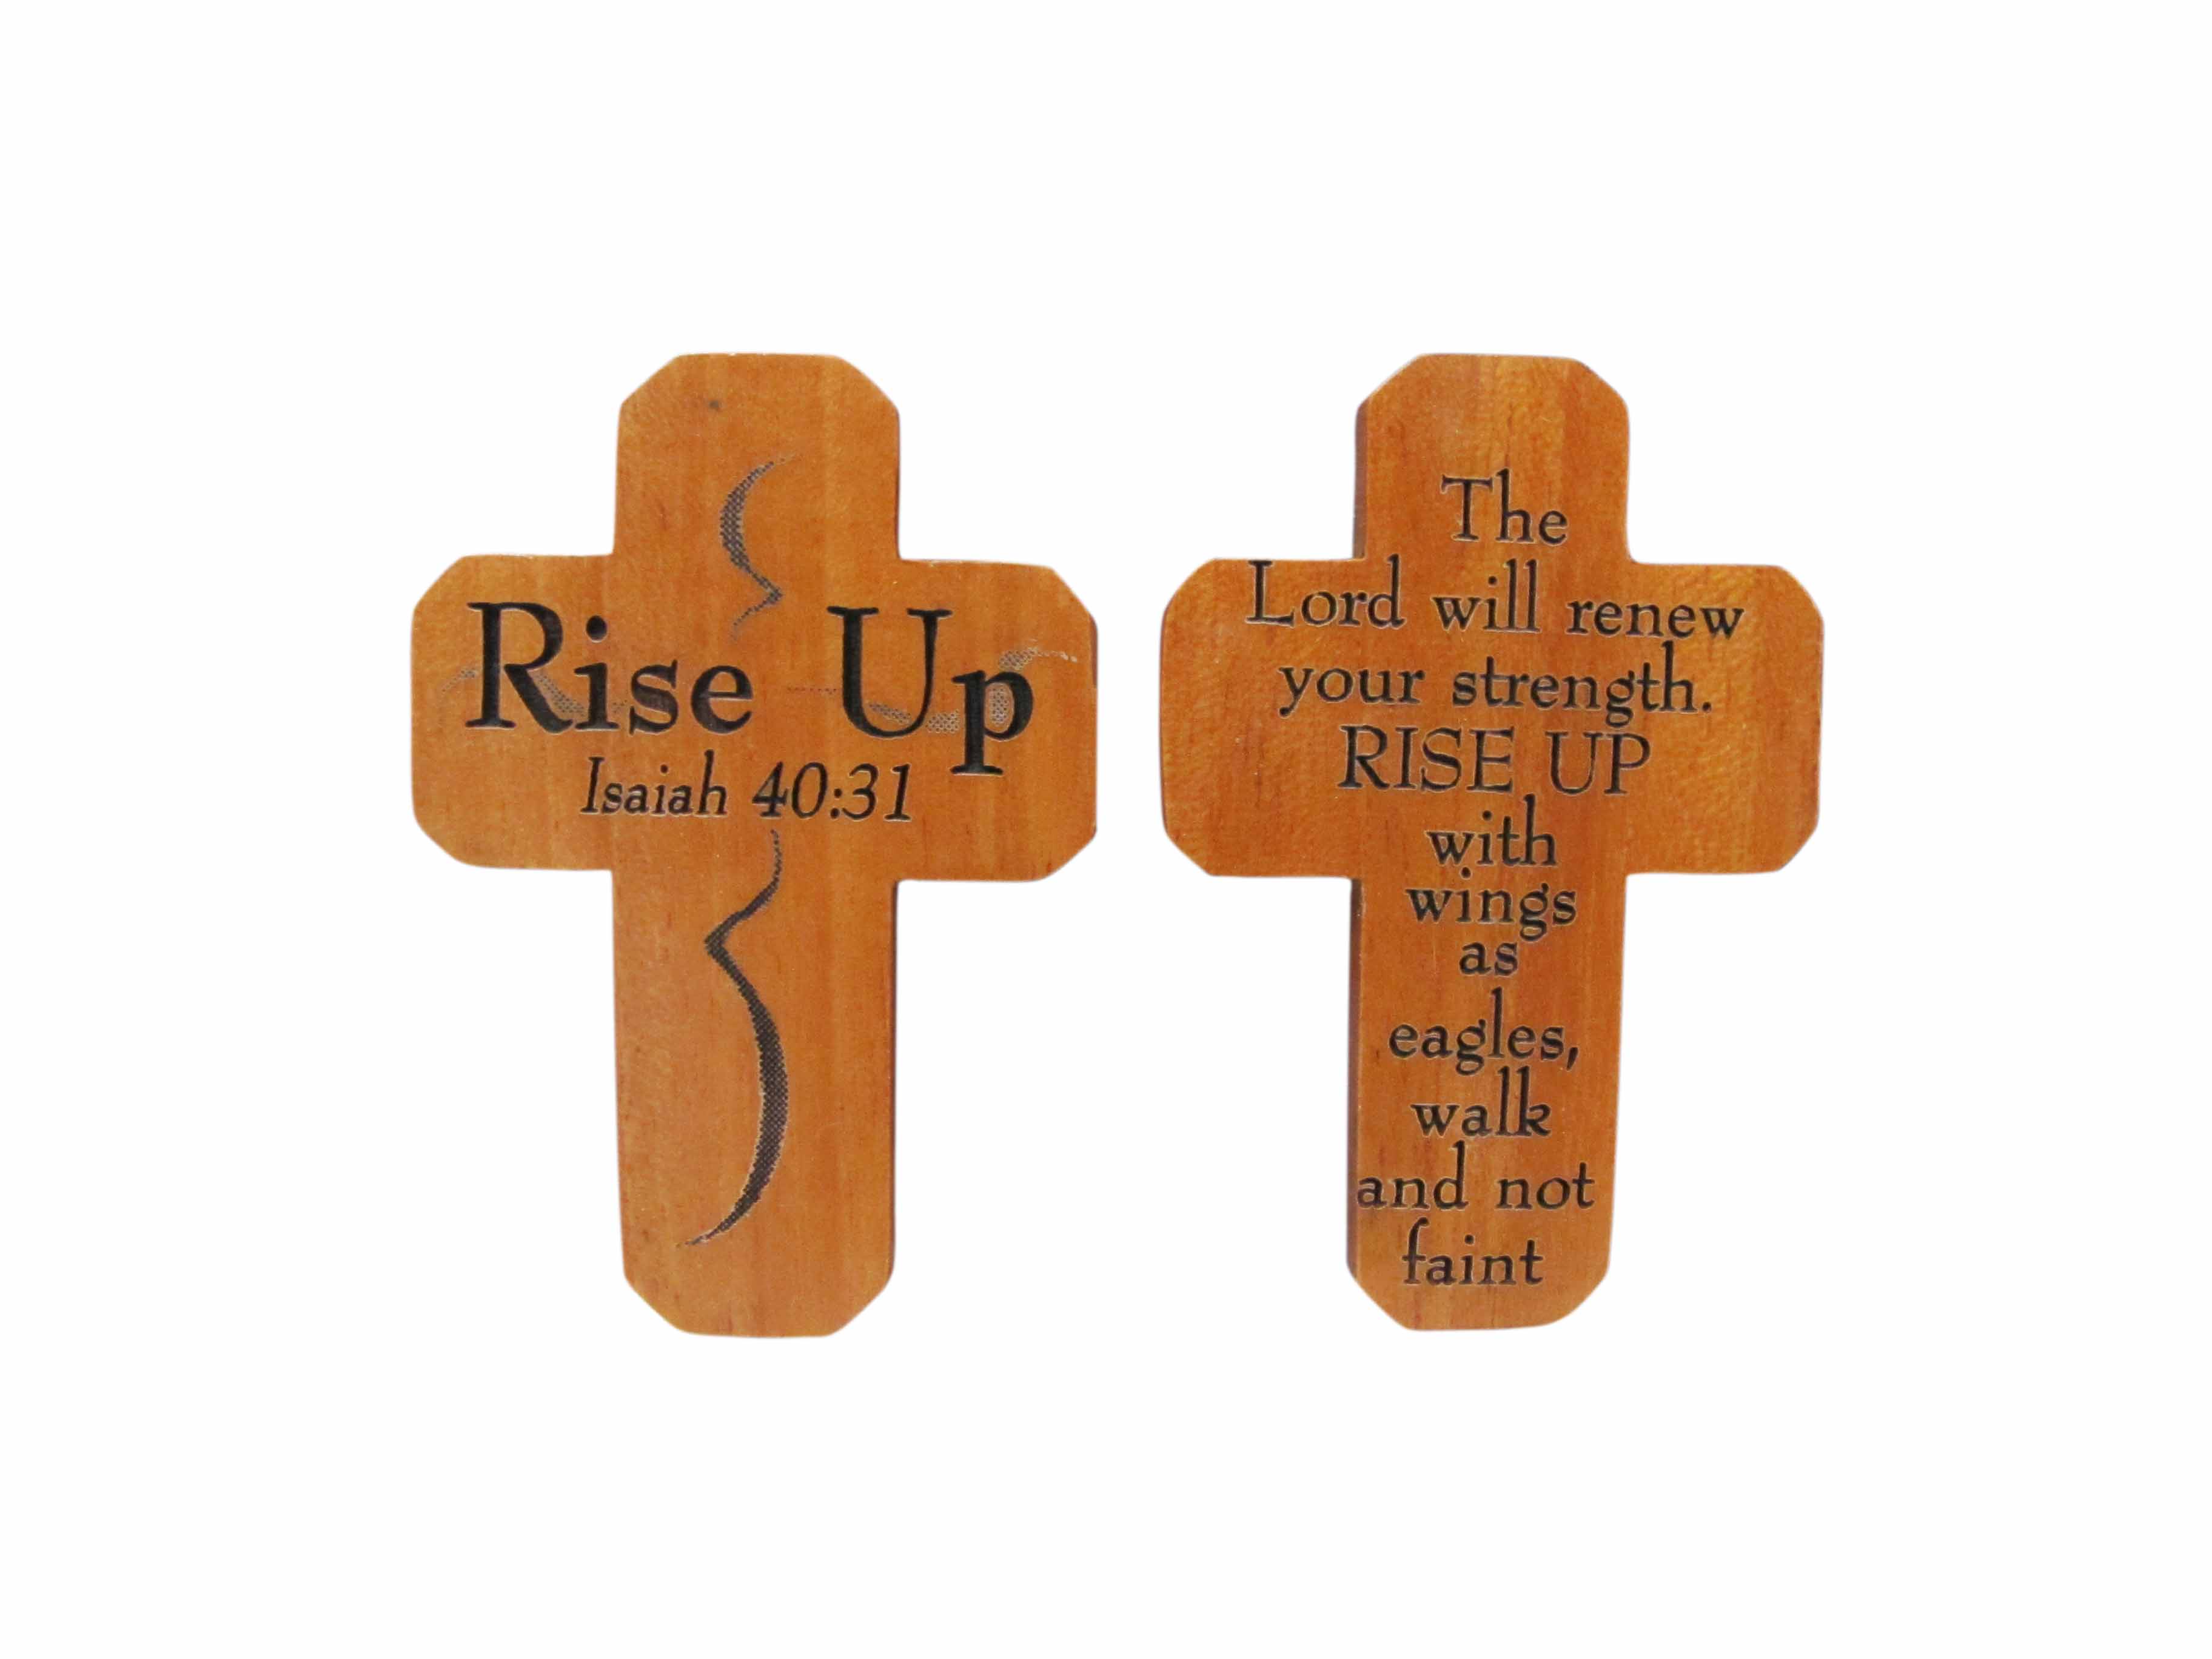 Rise Up
Isaiah 40:31
The
Lord will renew
your strength.
RISE UP
with
wings
as
eagles,
walk
and not
faint